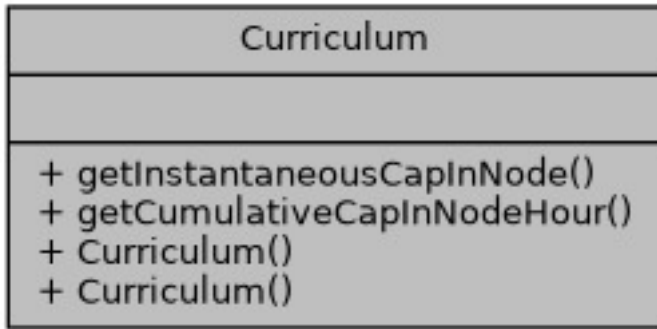 Curriculum
+ getInstantaneousCapInNode()
+ getCumulativeCapInNodeHour()
+ Curriculum()
+ Curriculum()